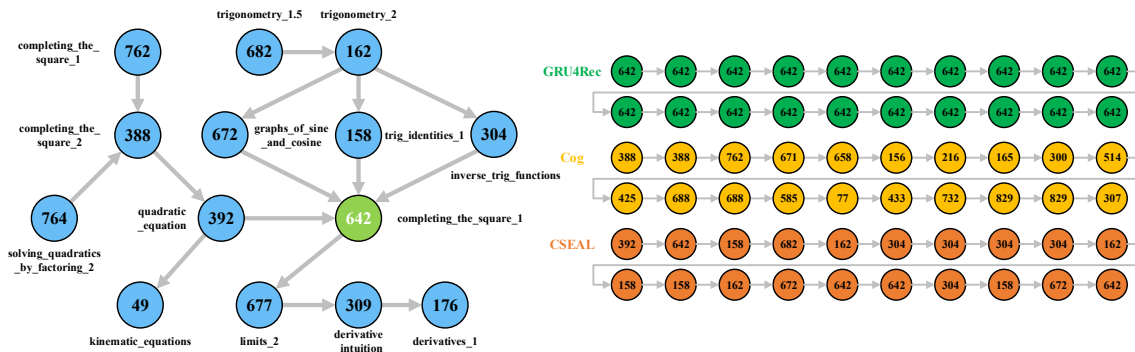 trigonometry_1.5
trigonometry_2
completing_the_
square_1
762
682
162
completing_the_
square_2
388
672
graphs_of_sine
_and_cosine
158
trig_identities_1
304
inverse_trig_functions
764
solving_quadratics
_by_factoring_2
quadratic
_equation
392
642
completing_the_square_1
49
kinematic_equations
677
limits_2
309
derivative
intuition
176
derivatives_1
GRU4Rec
642 642 642 642 642 642 642 642 642 642
642 642 642 642 642 642 642 642 642 642
Cog
388 388 762 671 658 156 216 165 300 514
425 688 688 585 77 433 732 829 829 307
CSEAL
392 642 158 682 162 304 304 304 304 162
158 158 162 672 642 642 304 158 672 642